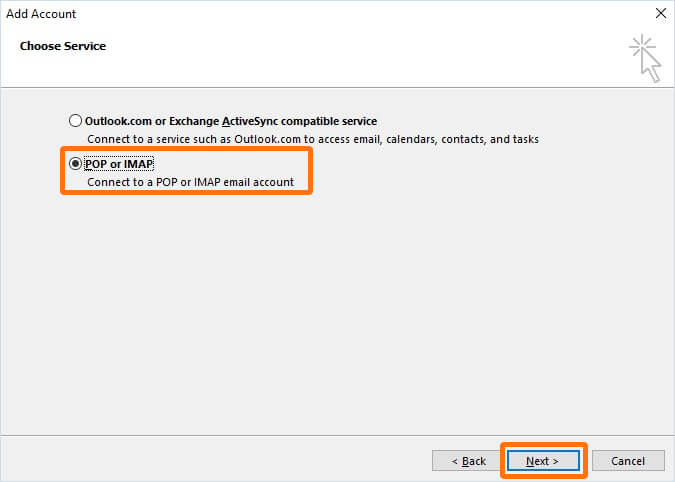 Add Account
Choose Service
Outlook.com or Exchange ActiveSync compatible service
Connect to a service such as Outlook.com to access email, calendars, contacts, and tasks
POP or IMAP
Connect to a POP or IMAP email account
< Back
Next >
Cancel